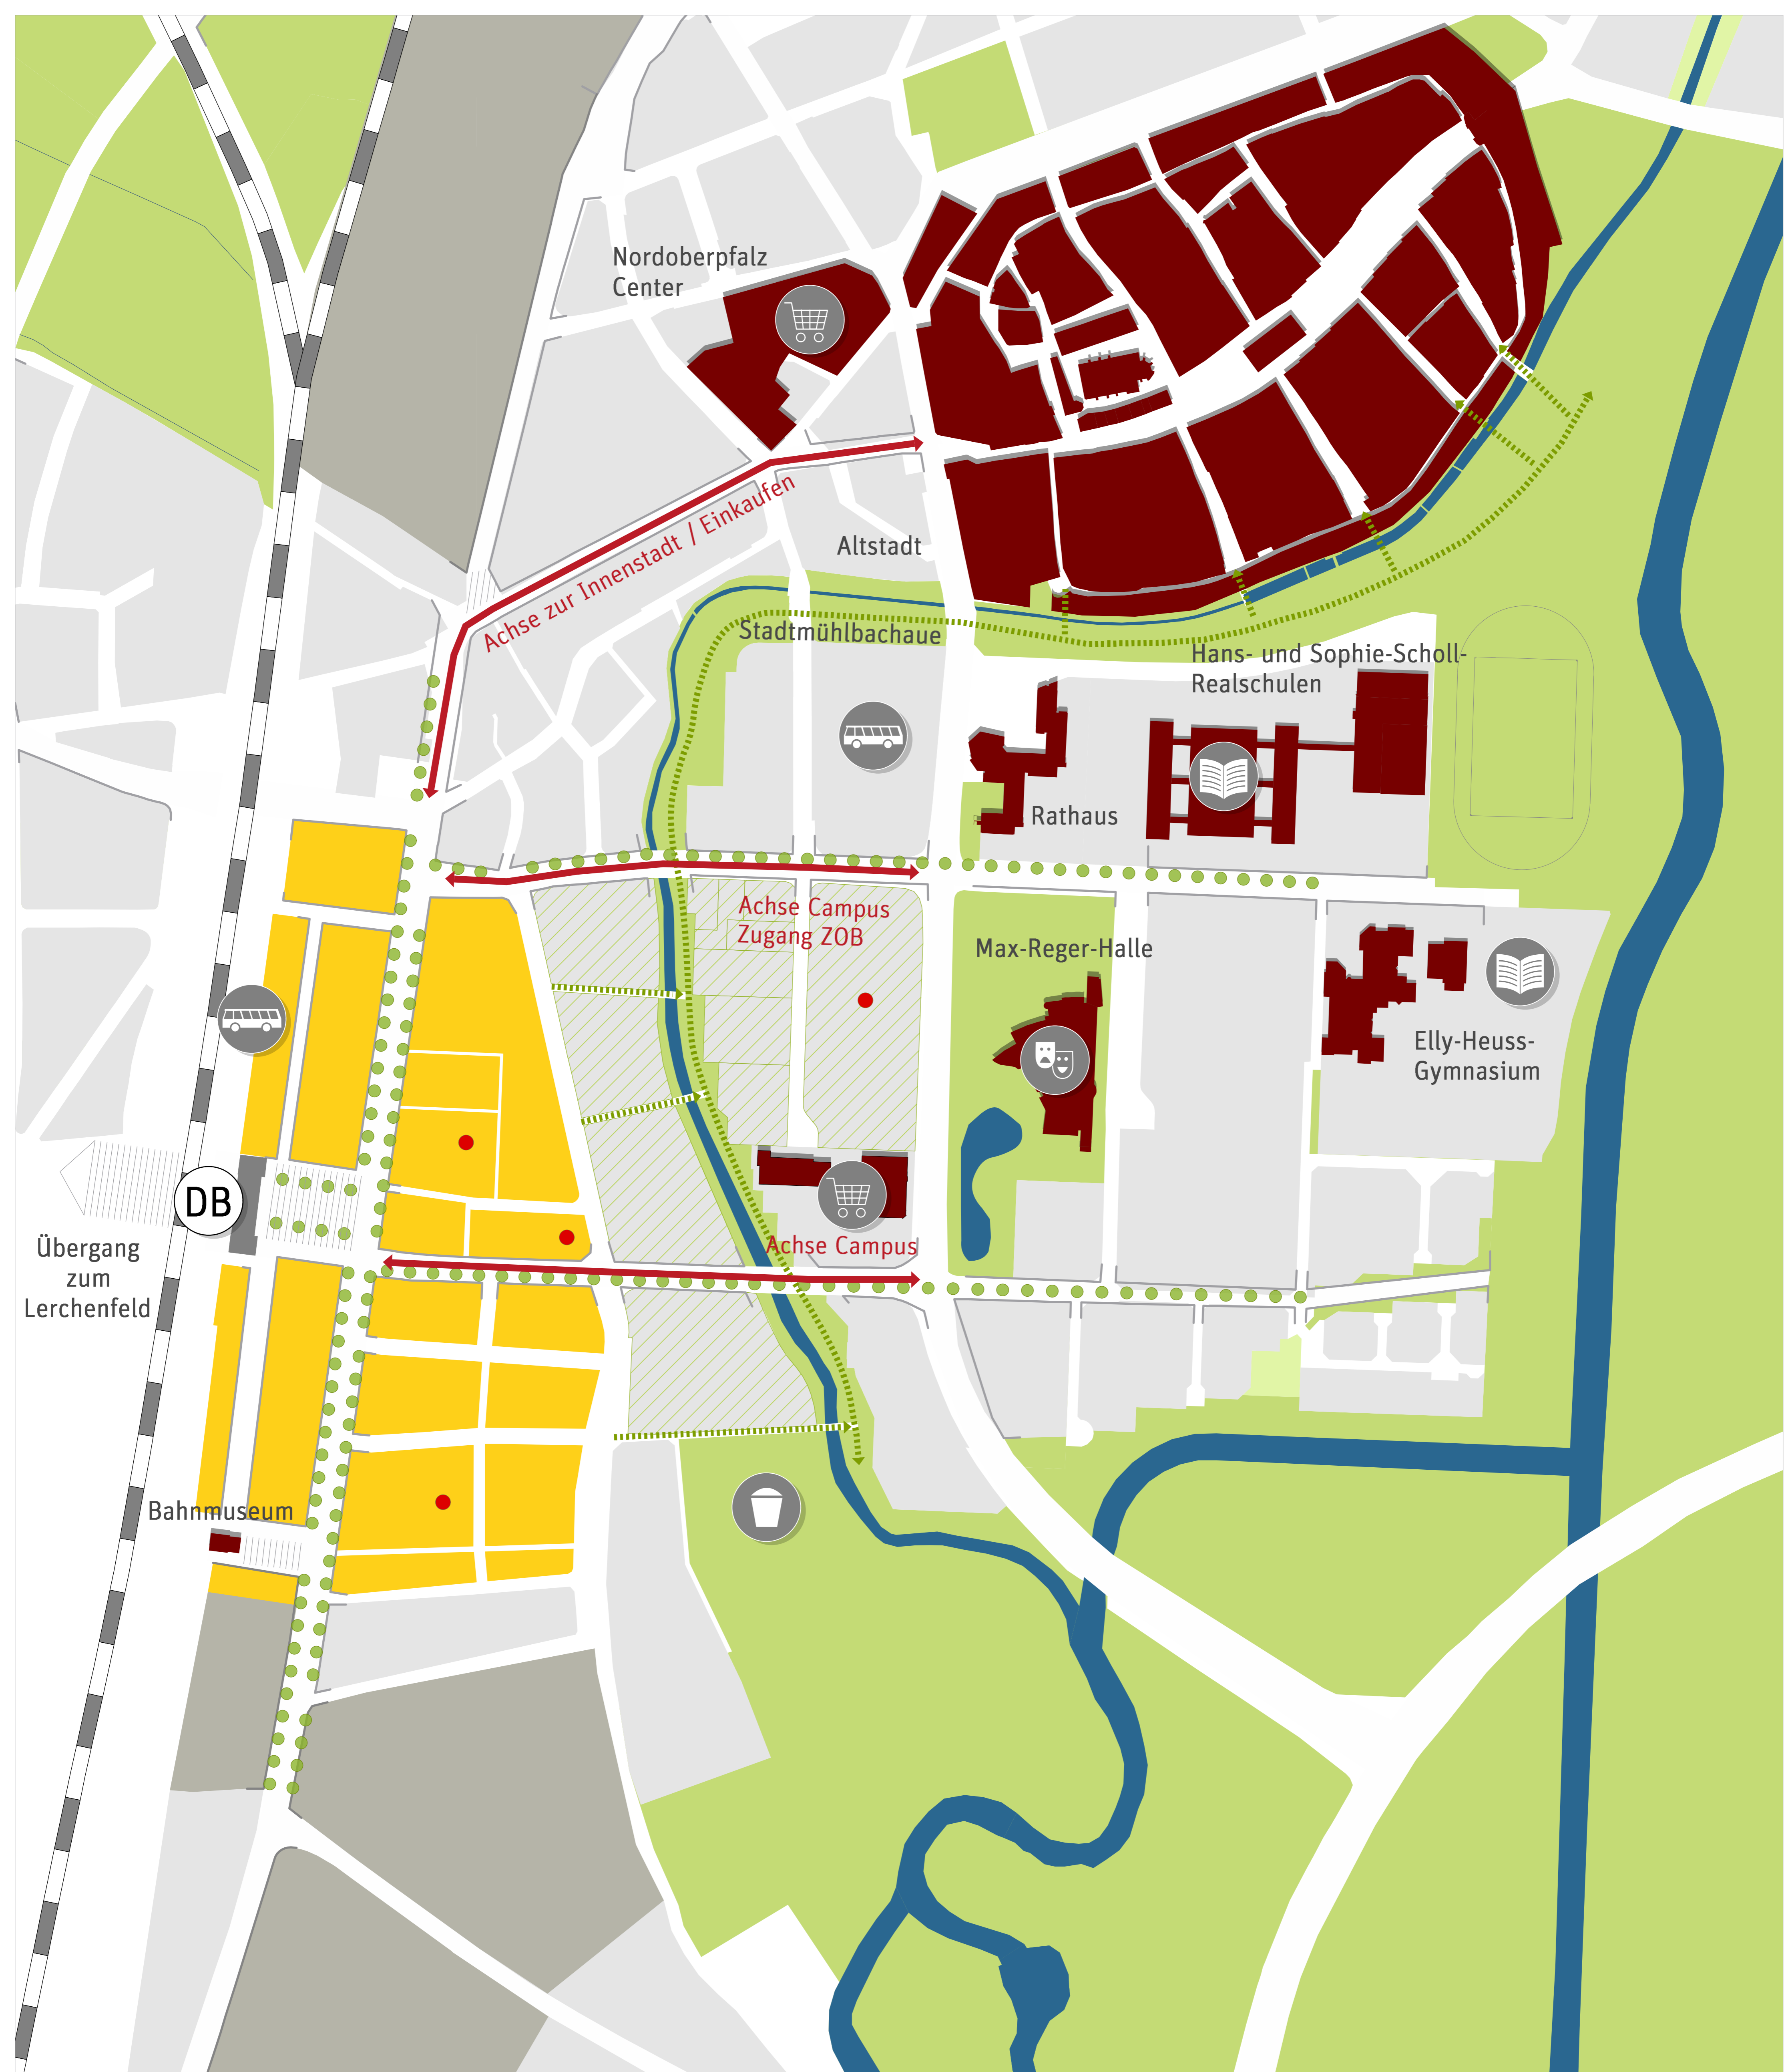 Nordoberpfalz
Center
Achse zur Innenstadt / Einkaufen
Altstadt
Stadtmühlbachaue
Hans- und Sophie-Scholl-
Realschulen
Rathaus
Achse Campus
Zugang ZOB
Max-Reger-Halle
Elly-Heuss-
Gymnasium
DB
Übergang
zum
Lerchenfeld
Achse Campus
Bahnmuseum